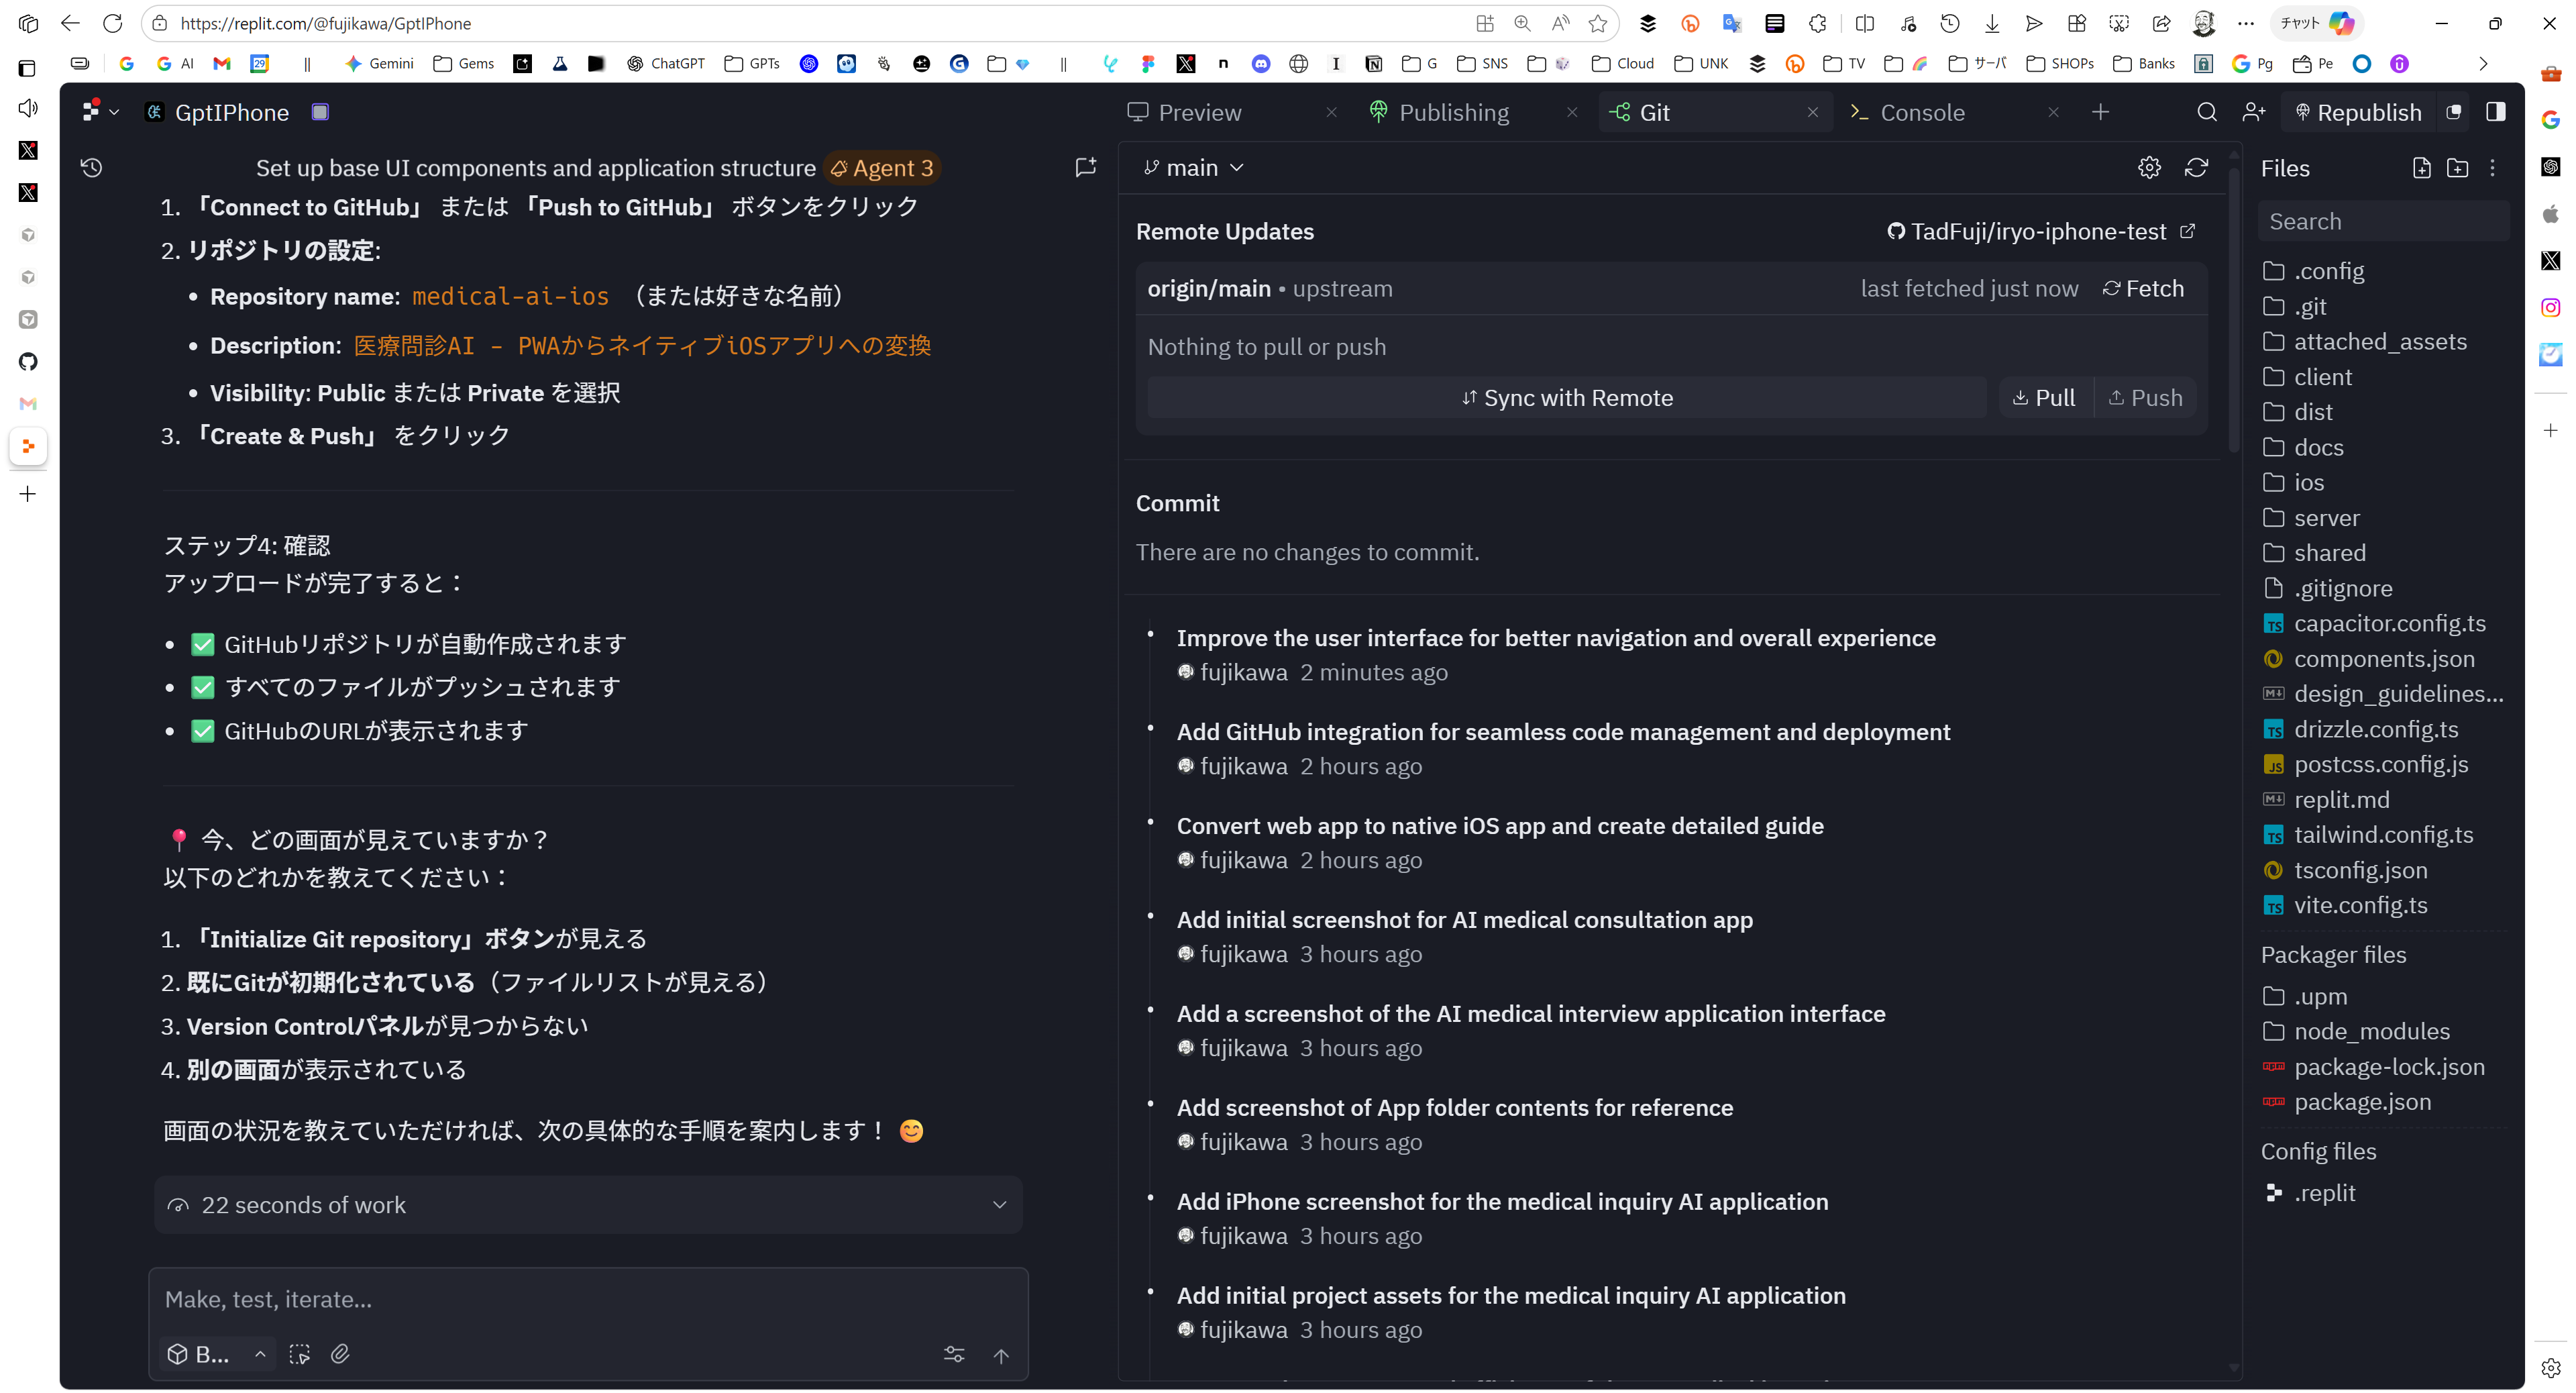 https://replit.com/@fujikawa/GptIPhone
チャット
AI
29
||
Gemini
Gems
ChatGPT
GPTs
||
G
SNS
Cloud
UNK
TV
サーバ
SHOPs
Banks
Pg
Pe
GptIPhone
Preview
Publishing
Git
Console
Republish
Set up base UI components and application structure Agent 3
1. 「Connect to GitHub」 または 「Push to GitHub」 ボタンをクリック
2. リポジトリの設定:
• Repository name: medical-ai-ios （または好きな名前）
• Description: 医療問診AI - PWAからネイティブiOSアプリへの変換
• Visibility: Public または Private を選択
3. 「Create & Push」 をクリック
ステップ4: 確認
アップロードが完了すると：
• ✅ GitHubリポジトリが自動作成されます
• ✅ すべてのファイルがプッシュされます
• ✅ GitHubのURLが表示されます
📍 今、どの画面が見えていますか？
以下のどれかを教えてください：
1. 「Initialize Git repository」ボタンが見える
2. 既にGitが初期化されている（ファイルリストが見える）
3. Version Controlパネルが見つからない
4. 別の画面が表示されている
画面の状況を教えていただければ、次の具体的な手順を案内します！ 😊
22 seconds of work
Make, test, iterate...
B...
main
Remote Updates
TadFuji/iryo-iphone-test
origin/main • upstream
last fetched just now
Fetch
Nothing to pull or push
Sync with Remote
Pull
Push
Commit
There are no changes to commit.
Improve the user interface for better navigation and overall experience
fujikawa 2 minutes ago
Add GitHub integration for seamless code management and deployment
fujikawa 2 hours ago
Convert web app to native iOS app and create detailed guide
fujikawa 2 hours ago
Add initial screenshot for AI medical consultation app
fujikawa 3 hours ago
Add a screenshot of the AI medical interview application interface
fujikawa 3 hours ago
Add screenshot of App folder contents for reference
fujikawa 3 hours ago
Add iPhone screenshot for the medical inquiry AI application
fujikawa 3 hours ago
Add initial project assets for the medical inquiry AI application
fujikawa 3 hours ago
Files
Search
.config
.git
attached_assets
client
dist
docs
ios
server
shared
.gitignore
TS capacitor.config.ts
components.json
design_guidelines...
TS drizzle.config.ts
JS postcss.config.js
replit.md
TS tailwind.config.ts
tsconfig.json
TS vite.config.ts
Packager files
.upm
node_modules
package-lock.json
package.json
Config files
.replit